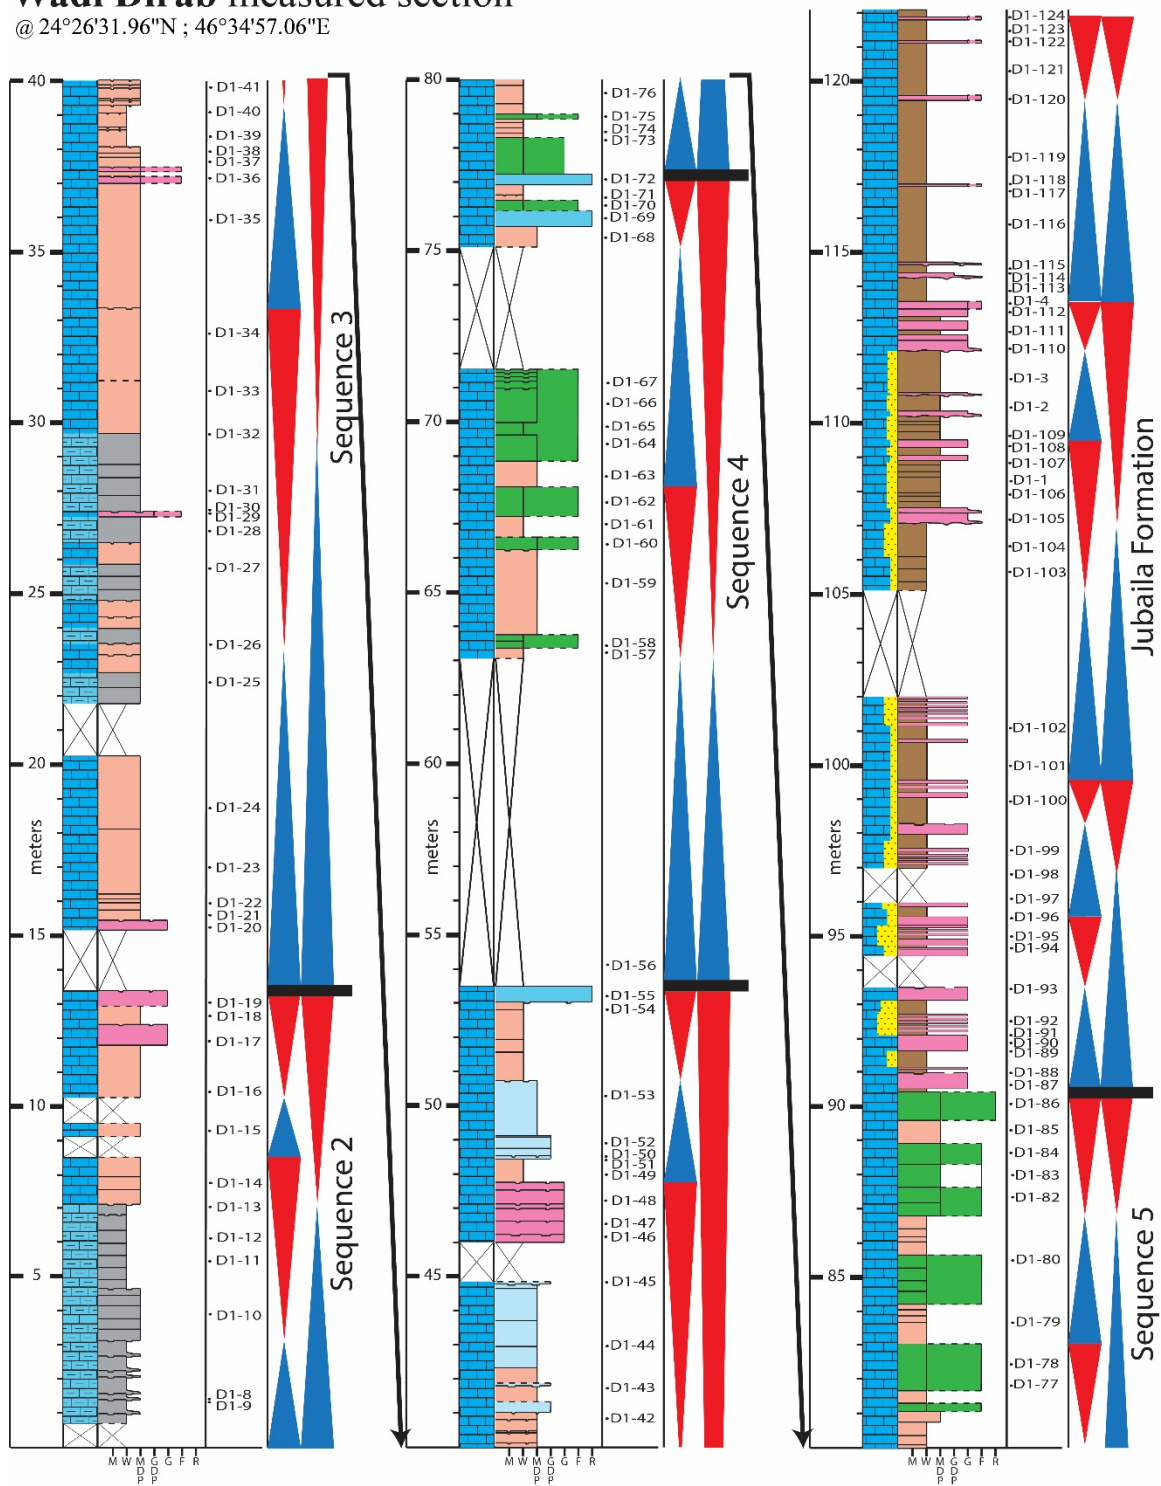 Wadi Dirab measured section
@ 24°26'31.96"N ; 46°34'57.06"E
40
35
30
25
20
15
10
5
meters
D1-41
D1-40
D1-39
D1-38
D1-37
D1-36
D1-35
D1-34
D1-33
D1-32
D1-31
D1-30
D1-29
D1-28
D1-27
D1-26
D1-25
D1-24
D1-23
D1-22
D1-21
D1-20
D1-19
D1-18
D1-17
D1-16
D1-15
D1-14
D1-13
D1-12
D1-11
D1-10
D1-8
D1-9
Sequence 3
Sequence 2
M W MDP GDP G F R
80
75
70
65
60
55
50
45
meters
D1-76
D1-75
D1-74
D1-73
D1-72
D1-71
D1-70
D1-69
D1-68
D1-67
D1-66
D1-65
D1-64
D1-63
D1-62
D1-61
D1-60
D1-59
D1-58
D1-57
D1-56
D1-55
D1-54
D1-53
D1-52
D1-50
D1-51
D1-49
D1-48
D1-47
D1-46
D1-45
D1-44
D1-43
D1-42
Sequence 4
M W MDP GDP G F R
120
115
110
105
100
95
90
85
meters
D1-124
D1-123
D1-122
D1-121
D1-120
D1-119
D1-118
D1-117
D1-116
D1-115
D1-114
D1-113
D1-4
D1-112
D1-111
D1-110
D1-3
D1-2
D1-109
D1-108
D1-107
D1-1
D1-106
D1-105
D1-104
D1-103
D1-102
D1-101
D1-100
D1-99
D1-98
D1-97
D1-96
D1-95
D1-94
D1-93
D1-92
D1-91
D1-90
D1-89
D1-88
D1-87
D1-86
D1-85
D1-84
D1-83
D1-82
D1-80
D1-79
D1-78
D1-77
Jubaila Formation
Sequence 5
M W MDP GDP G F R